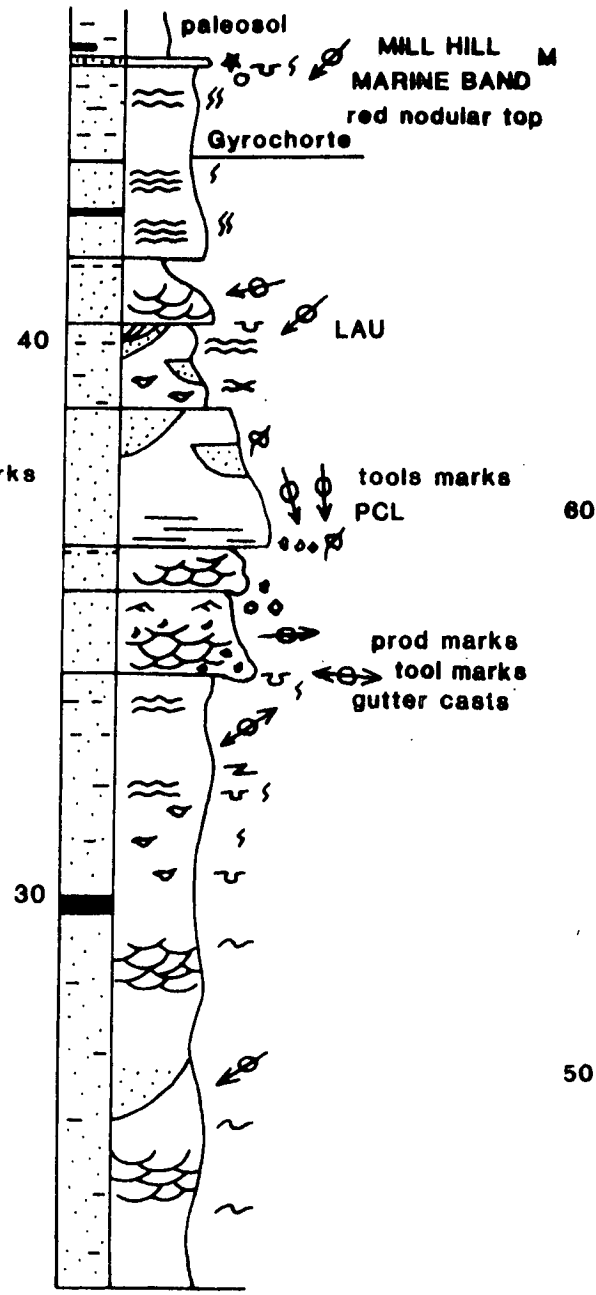 paleosol
MILL HILL M
MARINE BAND
red nodular top
Gyrochorte
40
LAU
rks
tools marks
PCL
60
prod marks
tool marks
gutter casts
30
50